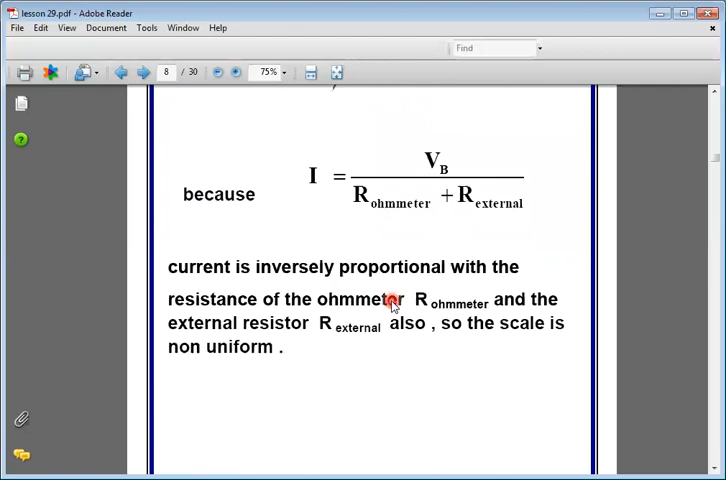 lesson 29.pdf - Adobe Reader
File Edit View Document Tools Window Help
Find
8 / 30 75%
because I = V_B / (R_ohmmeter + R_external)
current is inversely proportional with the
resistance of the ohmmeter R ohmmeter and the
external resistor R external also , so the scale is
non uniform .